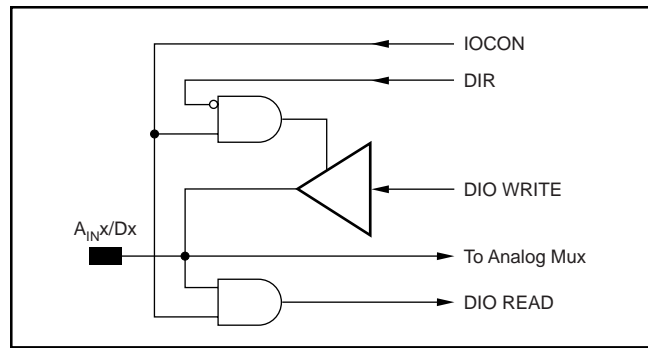 IOCON
DIR
DIO WRITE
AINx/Dx
To Analog Mux
DIO READ